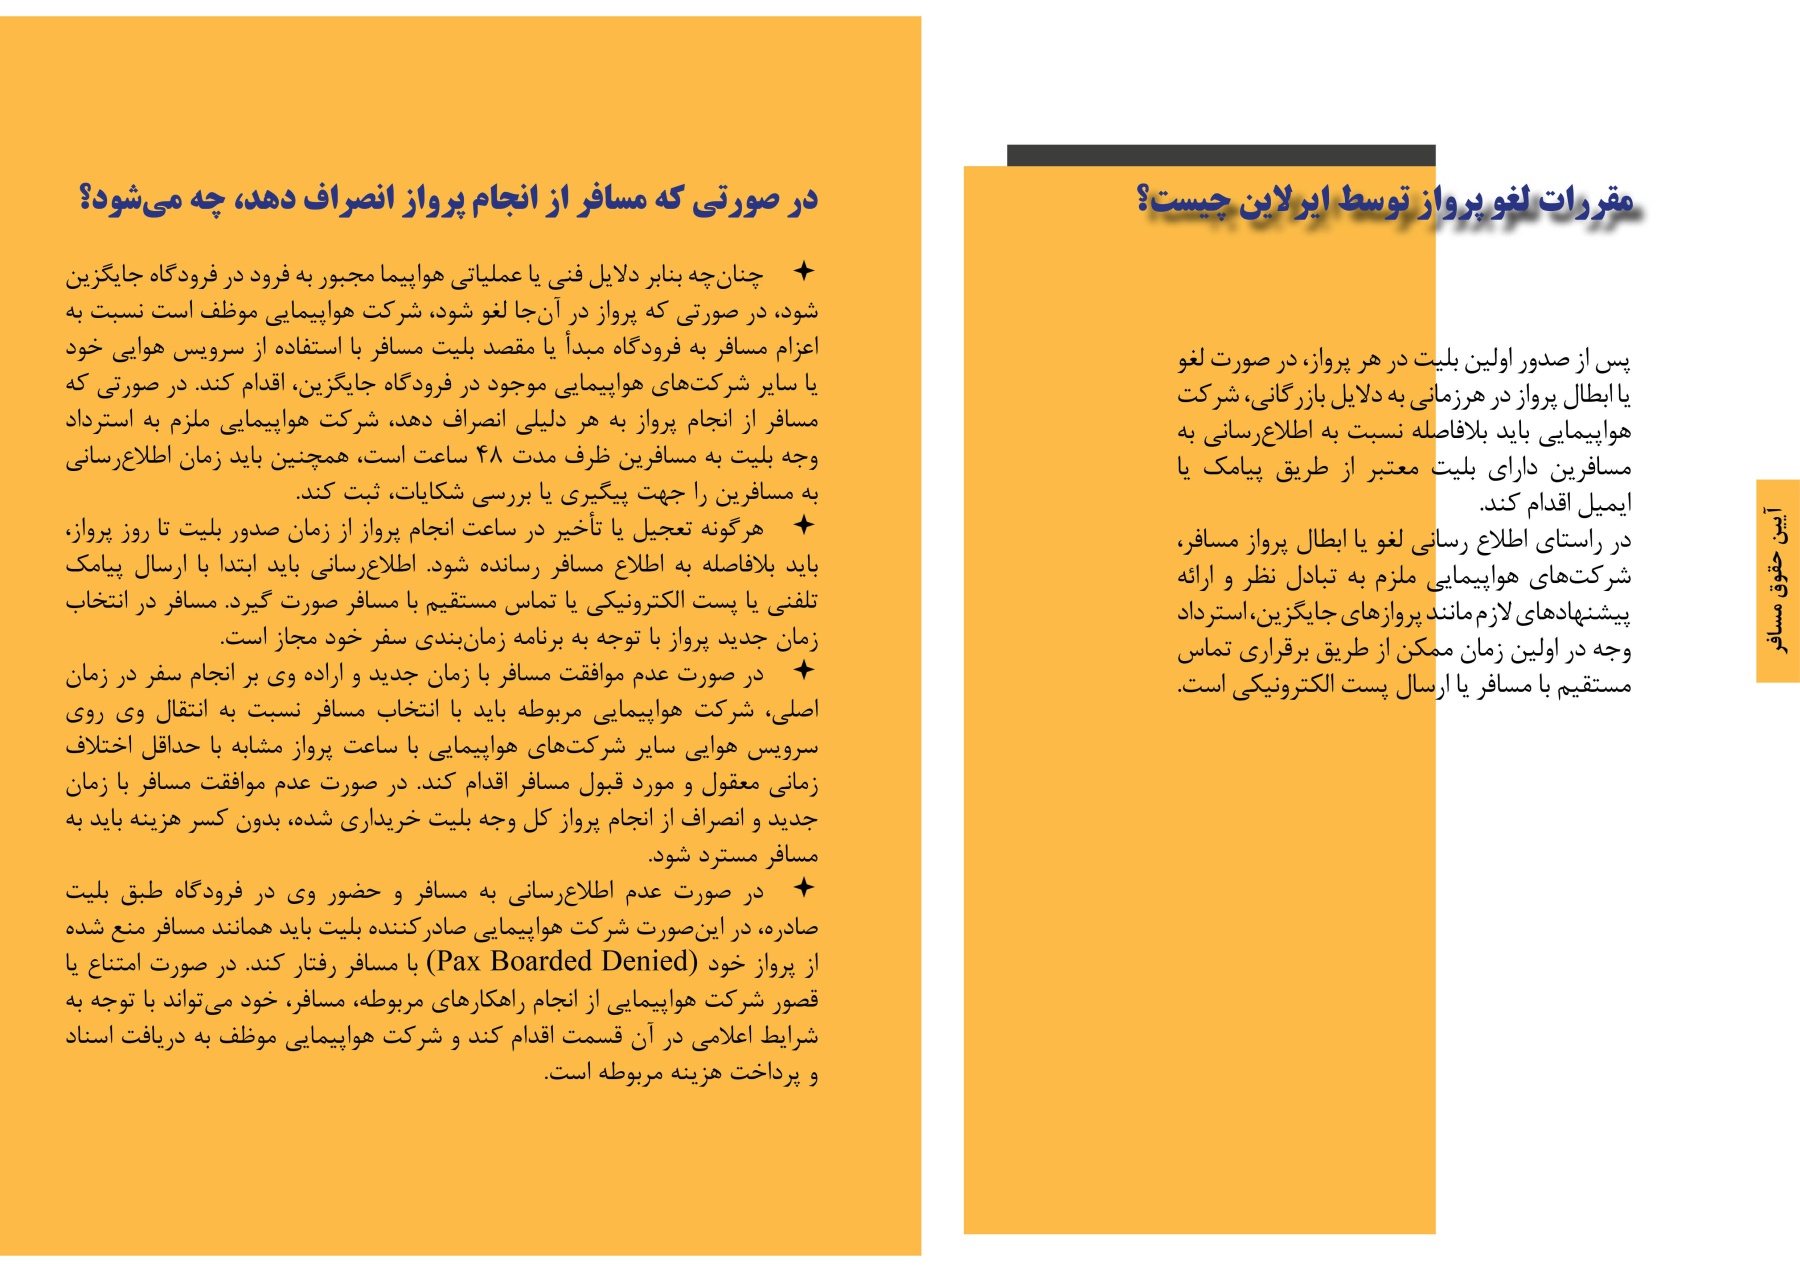 آیین حقوق مسافر
مقررات لغو پرواز توسط ایرلاین چیست؟
پس از صدور اولین بلیت در هر پرواز، در صورت لغو
یا ابطال پرواز در هرزمانی به دلایل بازرگانی، شرکت
هواپیمایی باید بلافاصله نسبت به اطلاع‌رسانی به
مسافرین دارای بلیت معتبر از طریق پیامک یا
ایمیل اقدام کند.
در راستای اطلاع رسانی لغو یا ابطال پرواز مسافر،
شرکت‌های هواپیمایی ملزم به تبادل نظر و ارائه
پیشنهادهای لازم مانند پروازهای جایگزین، استرداد
وجه در اولین زمان ممکن از طریق برقراری تماس
مستقیم با مسافر یا ارسال پست الکترونیکی است.
در صورتی که مسافر از انجام پرواز انصراف دهد، چه می‌شود؟
✦ چنان‌چه بنابر دلایل فنی یا عملیاتی هواپیما مجبور به فرود در فرودگاه جایگزین
شود، در صورتی که پرواز در آن‌جا لغو شود، شرکت هواپیمایی موظف است نسبت به
اعزام مسافر به فرودگاه مبدأ یا مقصد بلیت مسافر با استفاده از سرویس هوایی خود
یا سایر شرکت‌های هواپیمایی موجود در فرودگاه جایگزین، اقدام کند. در صورتی که
مسافر از انجام پرواز به هر دلیلی انصراف دهد، شرکت هواپیمایی ملزم به استرداد
وجه بلیت به مسافرین ظرف مدت ۴۸ ساعت است، همچنین باید زمان اطلاع‌رسانی
به مسافرین را جهت پیگیری یا بررسی شکایات، ثبت کند.
✦ هرگونه تعجیل یا تأخیر در ساعت انجام پرواز از زمان صدور بلیت تا روز پرواز،
باید بلافاصله به اطلاع مسافر رسانده شود. اطلاع‌رسانی باید ابتدا با ارسال پیامک
تلفنی یا پست الکترونیکی یا تماس مستقیم با مسافر صورت گیرد. مسافر در انتخاب
زمان جدید پرواز با توجه به برنامه زمان‌بندی سفر خود مجاز است.
✦ در صورت عدم موافقت مسافر با زمان جدید و اراده وی بر انجام سفر در زمان
اصلی، شرکت هواپیمایی مربوطه باید با انتخاب مسافر نسبت به انتقال وی روی
سرویس هوایی سایر شرکت‌های هواپیمایی با ساعت پرواز مشابه با حداقل اختلاف
زمانی معقول و مورد قبول مسافر اقدام کند. در صورت عدم موافقت مسافر با زمان
جدید و انصراف از انجام پرواز کل وجه بلیت خریداری شده، بدون کسر هزینه باید به
مسافر مسترد شود.
✦ در صورت عدم اطلاع‌رسانی به مسافر و حضور وی در فرودگاه طبق بلیت
صادره، در این‌صورت شرکت هواپیمایی صادرکننده بلیت باید همانند مسافر منع شده
از پرواز خود (Pax Boarded Denied) با مسافر رفتار کند. در صورت امتناع یا
قصور شرکت هواپیمایی از انجام راهکارهای مربوطه، مسافر، خود می‌تواند با توجه به
شرایط اعلامی در آن قسمت اقدام کند و شرکت هواپیمایی موظف به دریافت اسناد
و پرداخت هزینه مربوطه است.